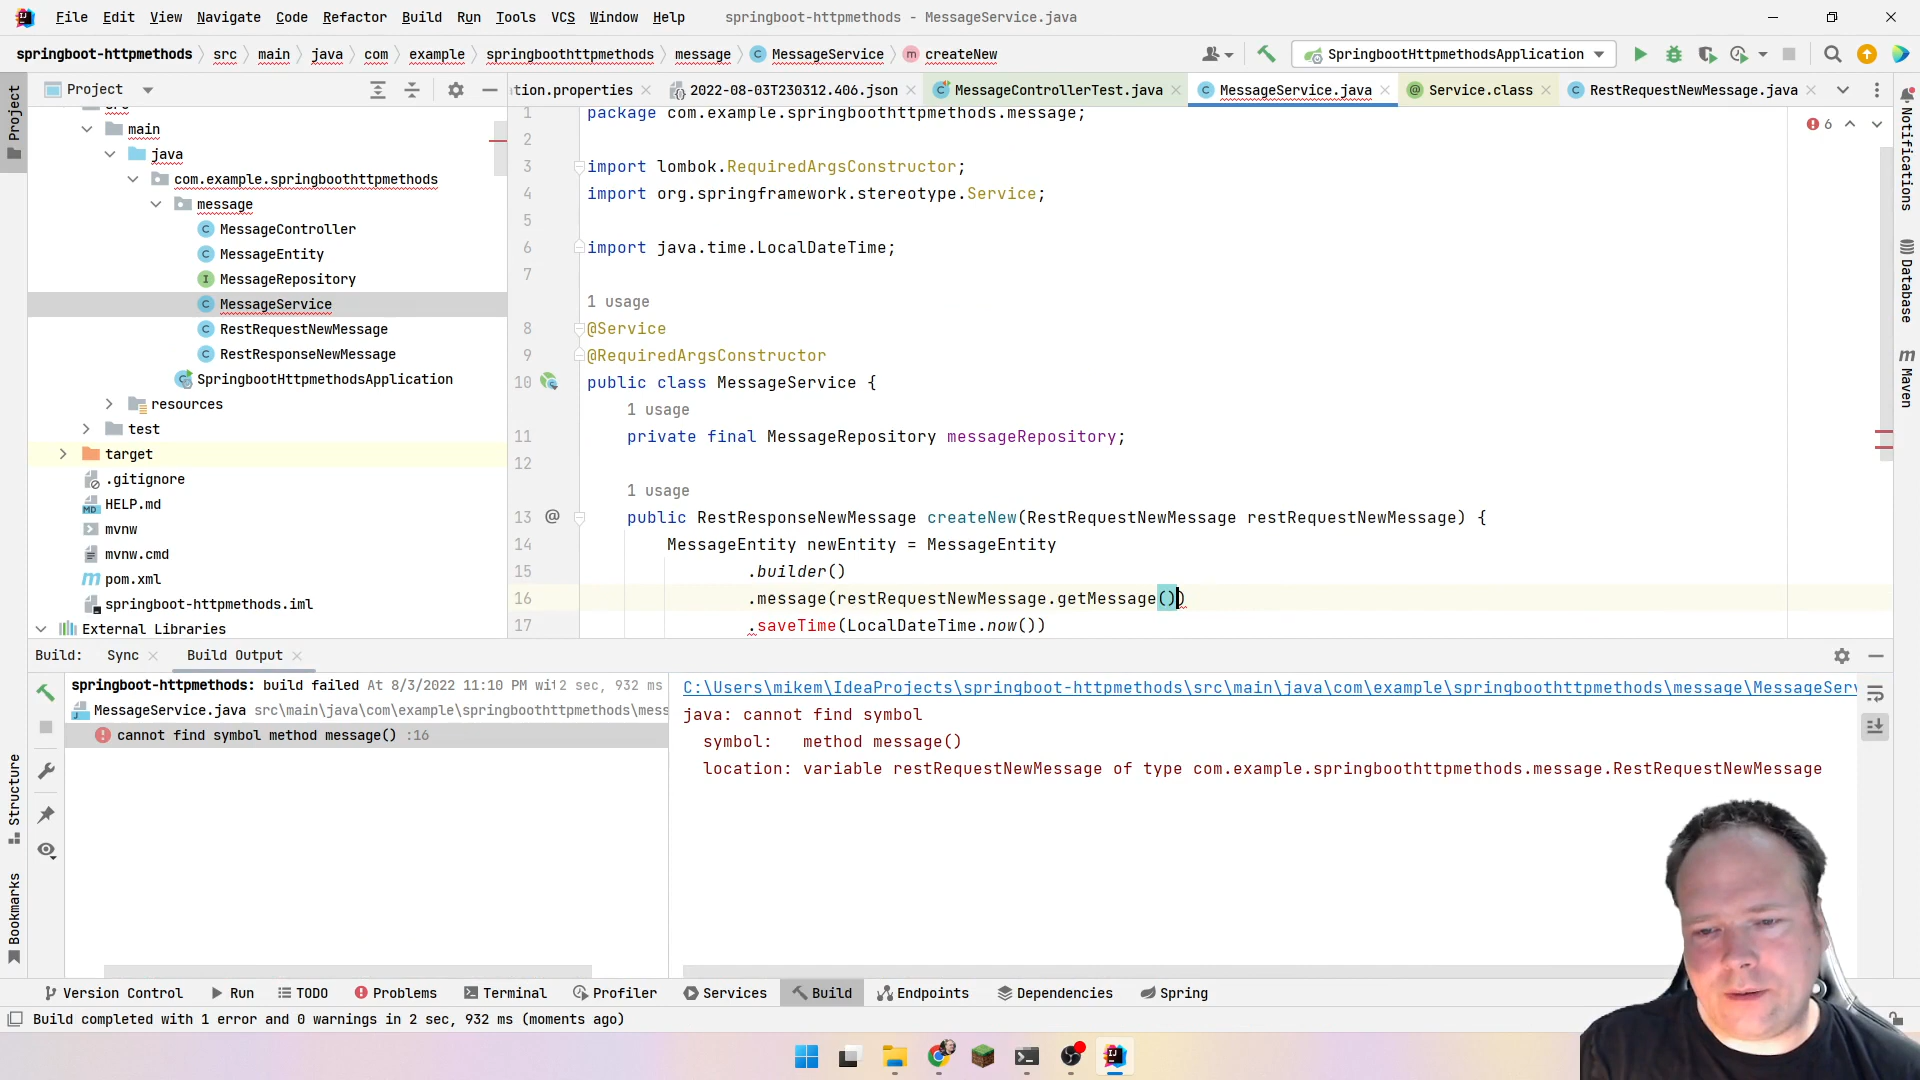 File Edit View Navigate Code Refactor Build Run Tools VCS Window Help springboot-httpmethods - MessageService.java
springboot-httpmethods src main java com example springboothttpmethods message MessageService createNew SpringbootHttpmethodsApplication
Project tion.properties 2022-08-03T230312.406.json MessageControllerTest.java MessageService.java Service.class RestRequestNewMessage.java
Project
Structure
Bookmarks
src
main
java
com.example.springboothttpmethods
message
MessageController
MessageEntity
MessageRepository
MessageService
RestRequestNewMessage
RestResponseNewMessage
SpringbootHttpmethodsApplication
resources
test
target
.gitignore
HELP.md
mvnw
mvnw.cmd
pom.xml
springboot-httpmethods.iml
External Libraries
6
1 package com.example.springboothttpmethods.message;
2
3 import lombok.RequiredArgsConstructor;
4 import org.springframework.stereotype.Service;
5
6 import java.time.LocalDateTime;
7
1 usage
8 @Service
9 @RequiredArgsConstructor
10 public class MessageService {
1 usage
11 private final MessageRepository messageRepository;
12
1 usage
13 public RestResponseNewMessage createNew(RestRequestNewMessage restRequestNewMessage) {
14 MessageEntity newEntity = MessageEntity
15 .builder()
16 .message(restRequestNewMessage.getMessage())
17 .saveTime(LocalDateTime.now())
Notifications
Database
Maven
Build: Sync Build Output
springboot-httpmethods: build failed At 8/3/2022 11:10 PM wi 2 sec, 932 ms
MessageService.java src\main\java\com\example\springboothttpmethods\mess
cannot find symbol method message() :16
C:\Users\mikem\IdeaProjects\springboot-httpmethods\src\main\java\com\example\springboothttpmethods\message\MessageServ
java: cannot find symbol
symbol: method message()
location: variable restRequestNewMessage of type com.example.springboothttpmethods.message.RestRequestNewMessage
Version Control Run TODO Problems Terminal Profiler Services Build Endpoints Dependencies Spring
Build completed with 1 error and 0 warnings in 2 sec, 932 ms (moments ago)